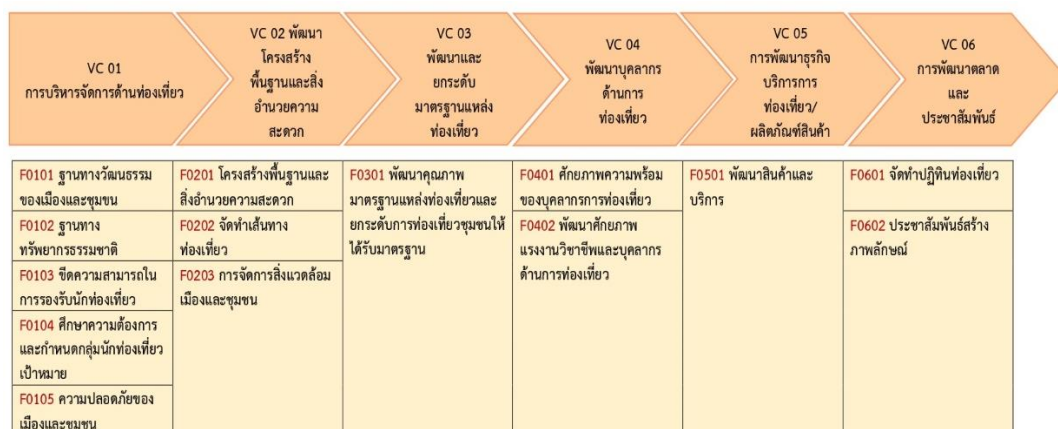 VC 01
การบริหารจัดการด้านท่องเที่ยว
VC 02 พัฒนา
โครงสร้าง
พื้นฐานและสิ่ง
อำนวยความ
สะดวก
VC 03
พัฒนาและ
ยกระดับ
มาตรฐานแหล่ง
ท่องเที่ยว
VC 04
พัฒนาบุคลากร
ด้านการ
ท่องเที่ยว
VC 05
การพัฒนาธุรกิจ
บริการการ
ท่องเที่ยว/
ผลิตภัณฑ์สินค้า
VC 06
การพัฒนาตลาด
และ
ประชาสัมพันธ์
F0101 ฐานทางวัฒนธรรม
ของเมืองและชุมชน
F0102 ฐานทาง
ทรัพยากรธรรมชาติ
F0103 ขีดความสามารถใน
การรองรับนักท่องเที่ยว
F0104 ศึกษาความต้องการ
และกำหนดกลุ่มนักท่องเที่ยว
เป้าหมาย
F0105 ความปลอดภัยของ
เมืองและชุมชน
F0201 โครงสร้างพื้นฐานและ
สิ่งอำนวยความสะดวก
F0202 จัดทำเส้นทาง
ท่องเที่ยว
F0203 การจัดการสิ่งแวดล้อม
เมืองและชุมชน
F0301 พัฒนาคุณภาพ
มาตรฐานแหล่งท่องเที่ยวและ
ยกระดับการท่องเที่ยวชุมชนให้
ได้รับมาตรฐาน
F0401 ศักยภาพความพร้อม
ของบุคลากรการท่องเที่ยว
F0402 พัฒนาศักยภาพ
แรงงานวิชาชีพและบุคลากร
ด้านการท่องเที่ยว
F0501 พัฒนาสินค้าและ
บริการ
F0601 จัดทำปฏิทินท่องเที่ยว
F0602 ประชาสัมพันธ์สร้าง
ภาพลักษณ์